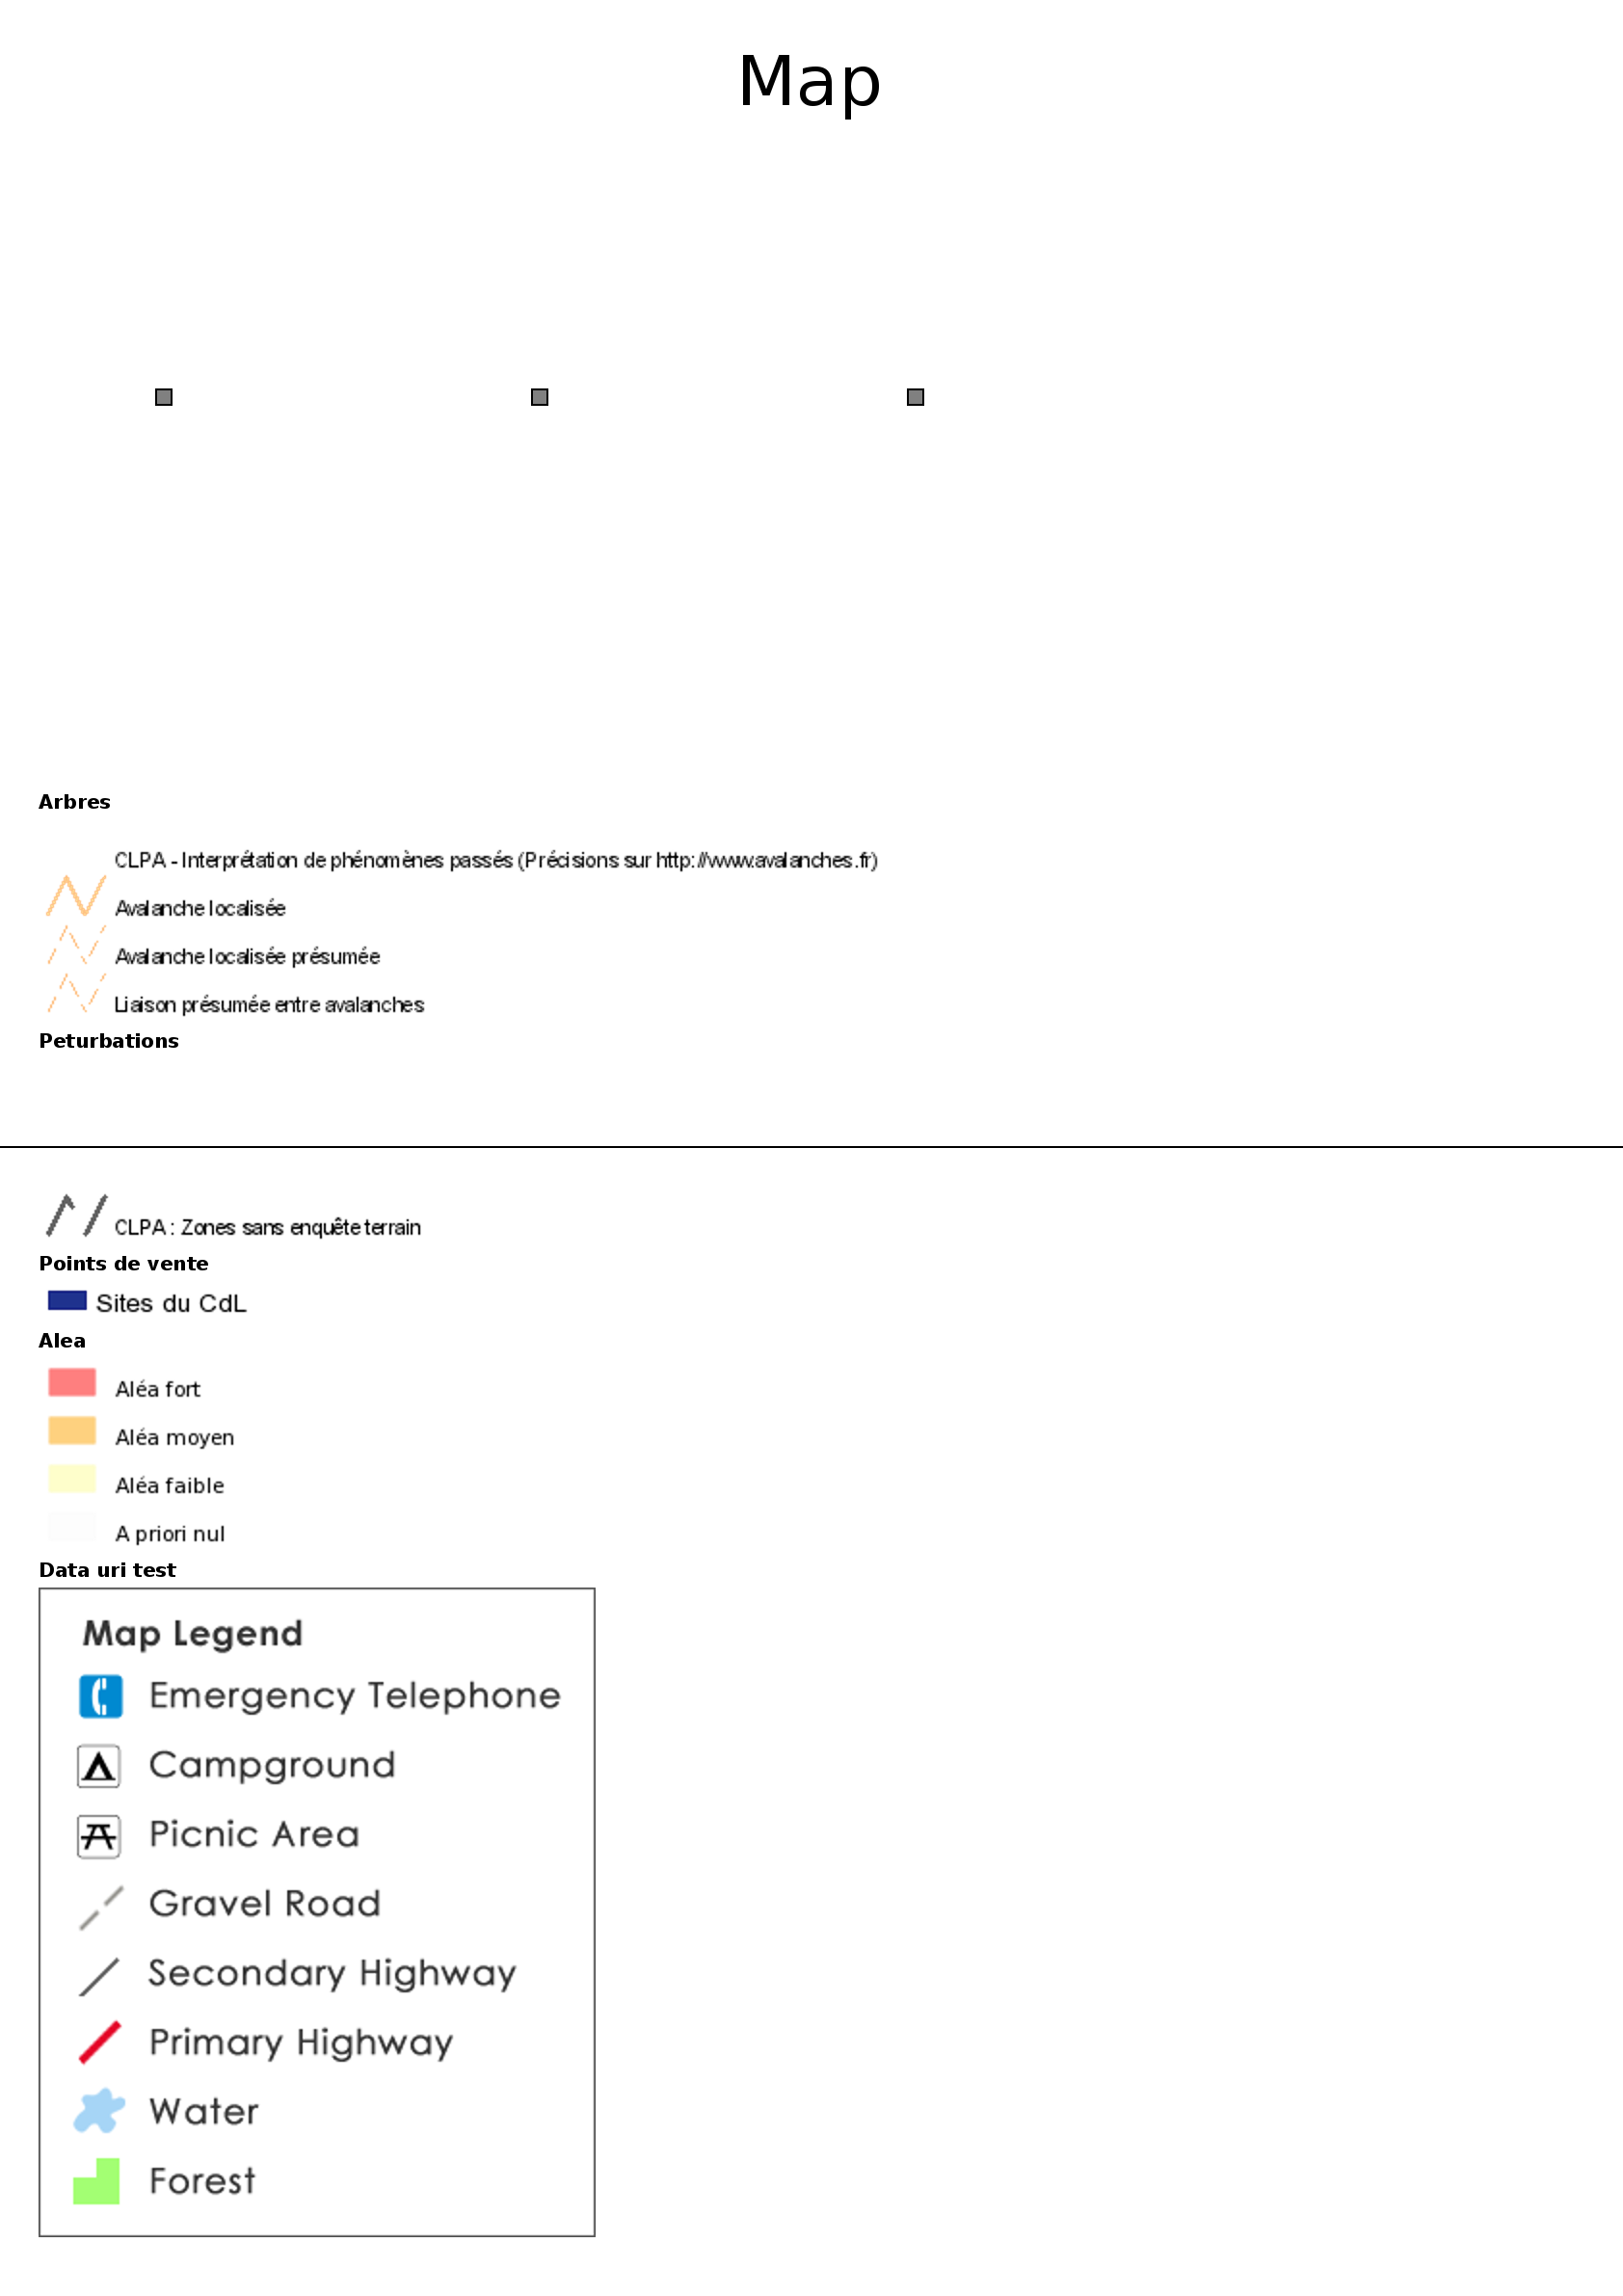 Map
Arbres
CLPA - Interprétation de phénomènes passés (Précisions sur http://www.avalanches.fr)
Avalanche localisée
Avalanche localisée présumée
Liaison présumée entre avalanches
Peturbations
CLPA : Zones sans enquête terrain
Points de vente
Sites du CdL
Alea
Aléa fort
Aléa moyen
Aléa faible
A priori nul
Data uri test
Map Legend
Emergency Telephone
Campground
Picnic Area
Gravel Road
Secondary Highway
Primary Highway
Water
Forest